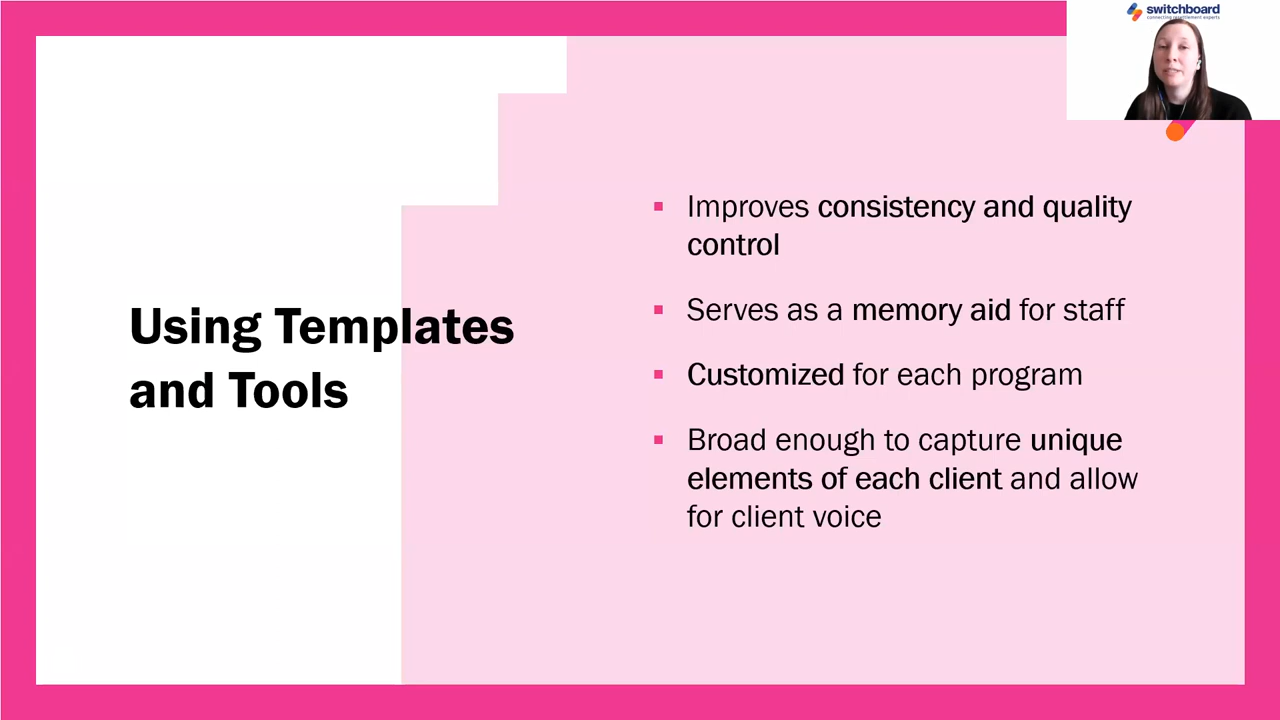 switchboard
connecting resettlement experts
Using Templates
and Tools
Improves consistency and quality
control
Serves as a memory aid for staff
Customized for each program
Broad enough to capture unique
elements of each client and allow
for client voice